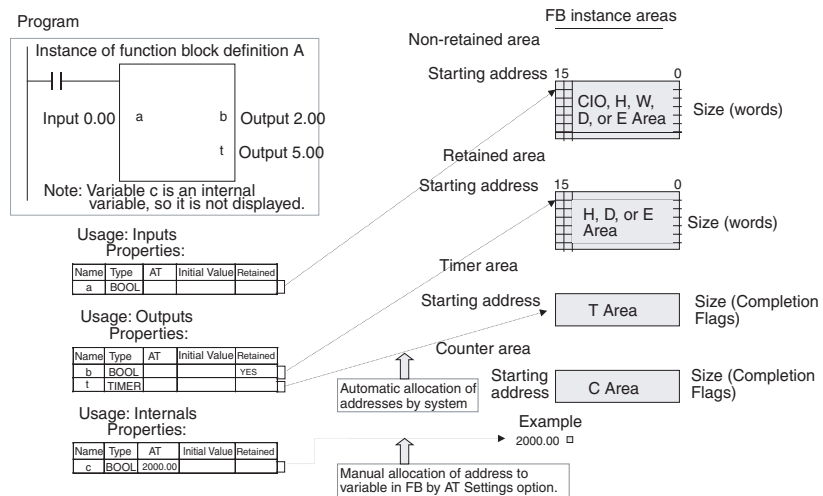 Program
Instance of function block definition A
Input 0.00
a
b
Output 2.00
t
Output 5.00
Note: Variable c is an internal
variable, so it is not displayed.
Usage: Inputs
Properties:
Name Type AT Initial Value Retained
a BOOL
Usage: Outputs
Properties:
Name Type AT Initial Value Retained
b BOOL YES
t TIMER
Usage: Internals
Properties:
Name Type AT Initial Value Retained
c BOOL 2000.00
FB instance areas
Non-retained area
Starting address
15
0
CIO, H, W,
D, or E Area
Size (words)
Retained area
Starting address
15
0
H, D, or E
Area
Size (words)
Timer area
Starting address
T Area
Size (Completion
Flags)
Counter area
Starting
address
C Area
Size (Completion
Flags)
Automatic allocation of
addresses by system
Example
2000.00
Manual allocation of address to
variable in FB by AT Settings option.